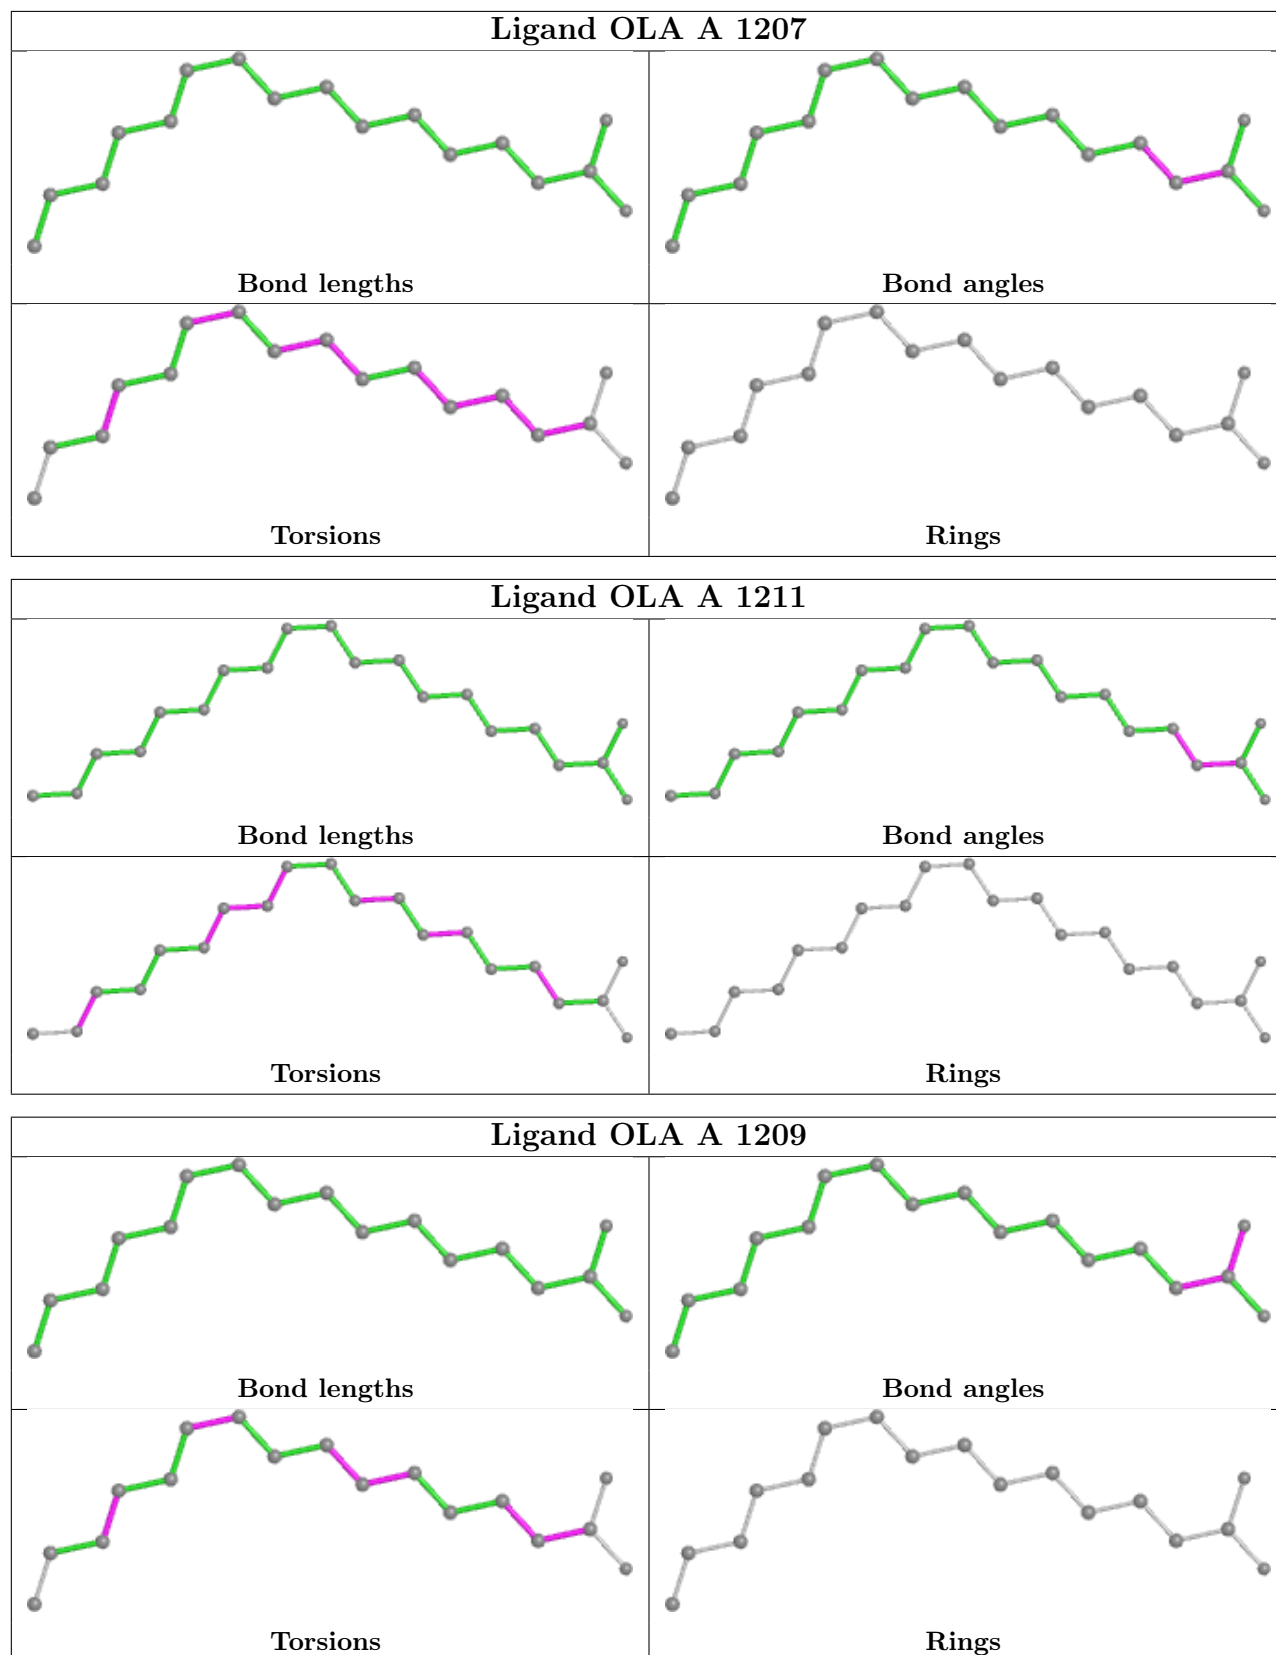 Ligand OLA A 1207
Bond lengths
Bond angles
Torsions
Rings
Ligand OLA A 1211
Bond lengths
Bond angles
Torsions
Rings
Ligand OLA A 1209
Bond lengths
Bond angles
Torsions
Rings